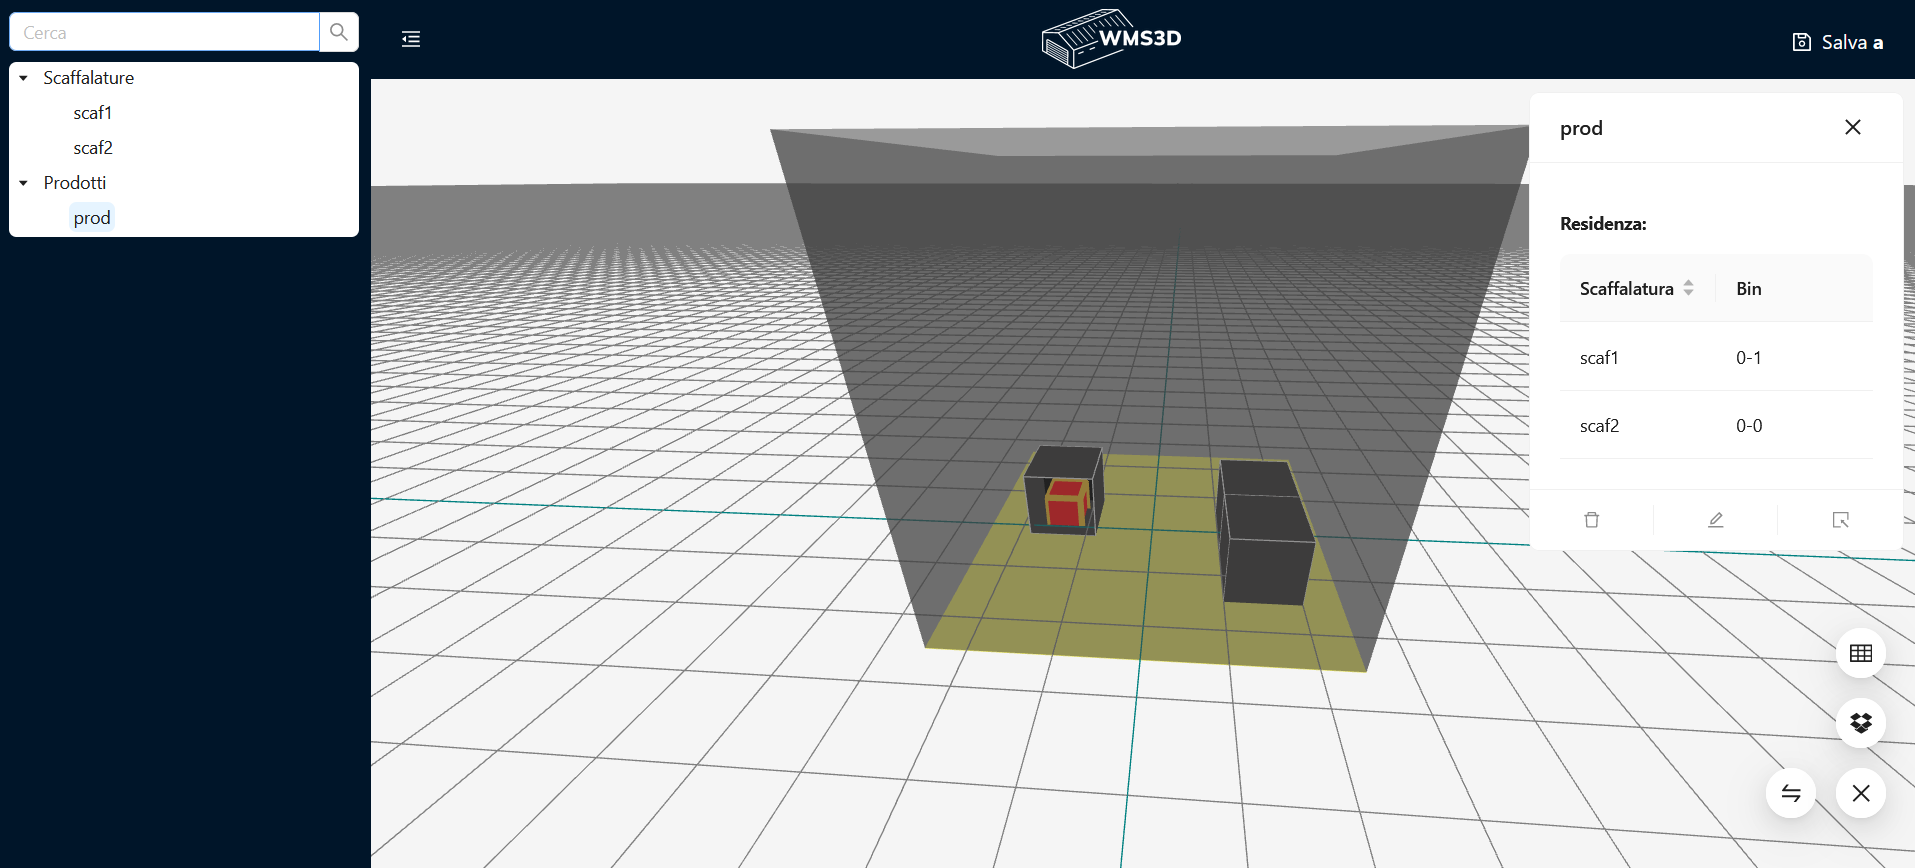 Cerca
Scaffalature
scaf1
scaf2
Prodotti
prod
WMS3D
Salva a
prod
Residenza:
Scaffalatura Bin
scaf1 0-1
scaf2 0-0